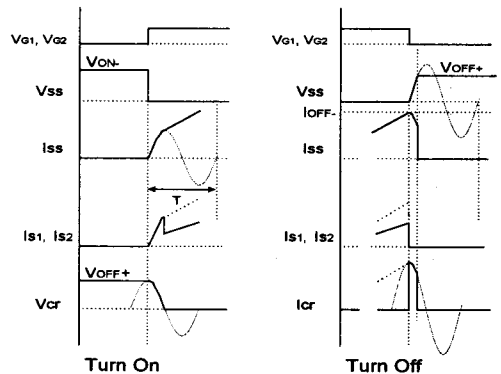 VG1, VG2
VON-
Vss
Iss
T
Is1, Is2
VOFF+
Vcr
Turn On
VG1, VG2
VOFF+
Vss
IOFF-
Iss
Is1, Is2
Icr
Turn Off